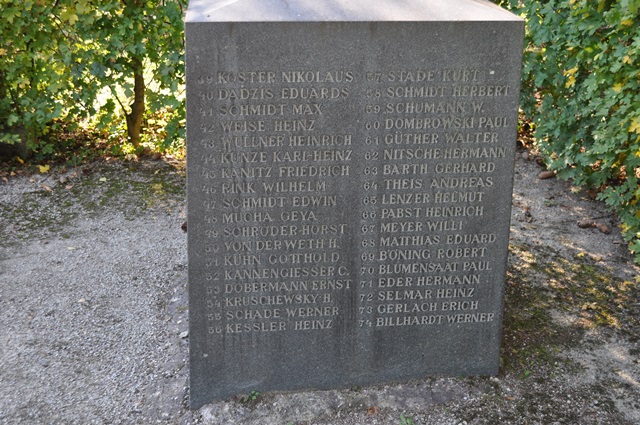 39 KOSTER NIKOLAUS
40 DADZIS EDUARDS
41 SCHMIDT MAX
42 WEISE HEINZ
43 WÜLLNER HEINRICH
44 KUNZE KARL-HEINZ
45 KANITZ FRIEDRICH
46 FINK WILHELM
47 SCHMIDT EDWIN
48 MUCHA GEYA
49 SCHRÜDER HORST
50 VON DER WETH H.
51 KÜHN GOTTHOLD
52 KANNENGIESSER C.
53 DOBERMANN ERNST
54 KRUSCHEWSKY H.
55 SCHADE WERNER
56 KESSLER HEINZ
57 STADE KURT
58 SCHMIDT HERBERT
59 SCHUMANN W.
60 DOMBROWSKI PAUL
61 GÜTHER WALTER
62 NITSCHE HERMANN
63 BARTH GERHARD
64 THEIS ANDREAS
65 LENZER HELMUT
66 PABST HEINRICH
67 MEYER WILLI
68 MATTHIAS EDUARD
69 BÖNING ROBERT
70 BLUMENSAAT PAUL
71 EDER HERMANN
72 SELMAR HEINZ
73 GERLACH ERICH
74 BILLHARDT WERNER